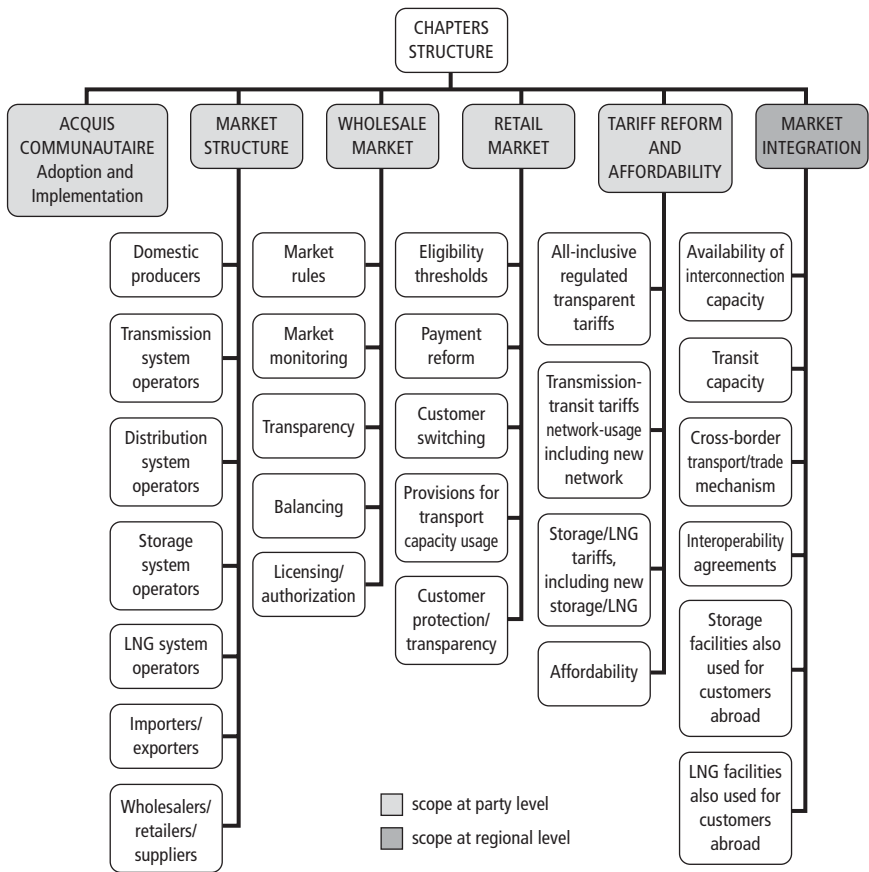 CHAPTERS
STRUCTURE
ACQUIS
COMMUNAUTAIRE
Adoption and
Implementation
MARKET
STRUCTURE
WHOLESALE
MARKET
RETAIL
MARKET
TARIFF REFORM
AND
AFFORDABILITY
MARKET
INTEGRATION
Domestic
producers
Transmission
system
operators
Distribution
system
operators
Storage
system
operators
LNG system
operators
Importers/
exporters
Wholesalers/
retailers/
suppliers
Market
rules
Market
monitoring
Transparency
Balancing
Licensing/
authorization
Eligibility
thresholds
Payment
reform
Customer
switching
Provisions for
transport
capacity usage
Customer
protection/
transparency
All-inclusive
regulated
transparent
tariffs
Transmission-
transit tariffs
network-usage
including new
network
Storage/LNG
tariffs,
including new
storage/LNG
Affordability
Availability of
interconnection
capacity
Transit
capacity
Cross-border
transport/trade
mechanism
Interoperability
agreements
Storage
facilities also
used for
customers
abroad
LNG facilities
also used for
customers
abroad
scope at party level
scope at regional level